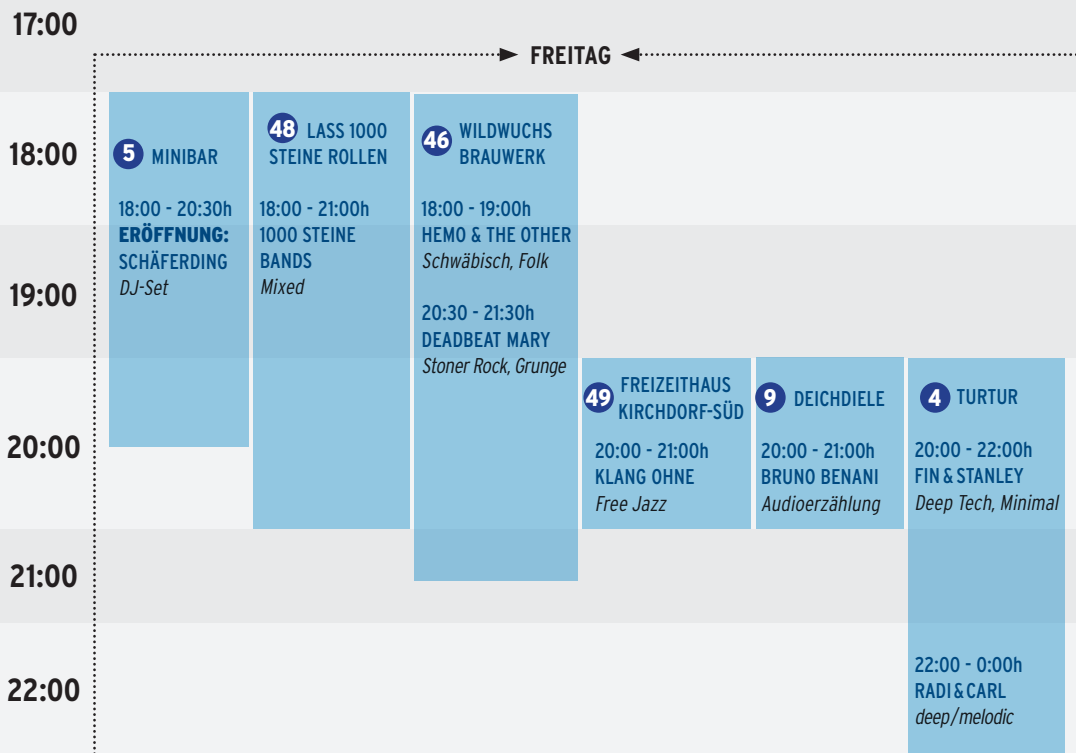 17:00
FREITAG
18:00
19:00
20:00
21:00
22:00
5 MINIBAR
18:00 - 20:30h
ERÖFFNUNG:
SCHÄFERDING
DJ-Set
48 LASS 1000
STEINE ROLLEN
18:00 - 21:00h
1000 STEINE
BANDS
Mixed
46 WILDWUCHS
BRAUWERK
18:00 - 19:00h
HEMO & THE OTHER
Schwäbisch, Folk
20:30 - 21:30h
DEADBEAT MARY
Stoner Rock, Grunge
49 FREIZEITHAUS
KIRCHDORF-SÜD
20:00 - 21:00h
KLANG OHNE
Free Jazz
9 DEICHDIELE
20:00 - 21:00h
BRUNO BENANI
Audioerzählung
4 TURTUR
20:00 - 22:00h
FIN & STANLEY
Deep Tech, Minimal
22:00 - 0:00h
RADI & CARL
deep/melodic